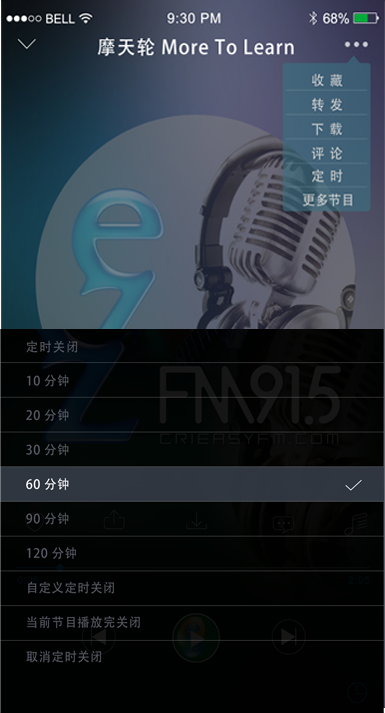 BELL 9:30 PM 68%
摩天轮 More To Learn
收藏
转发
下载
评论
定时
更多节目
ez
定时关闭
10 分钟
FM91.5
20 分钟
CRIEASYFM.COM
30 分钟
60 分钟
90 分钟
120 分钟
自定义定时关闭
当前节目播放完关闭
取消定时关闭